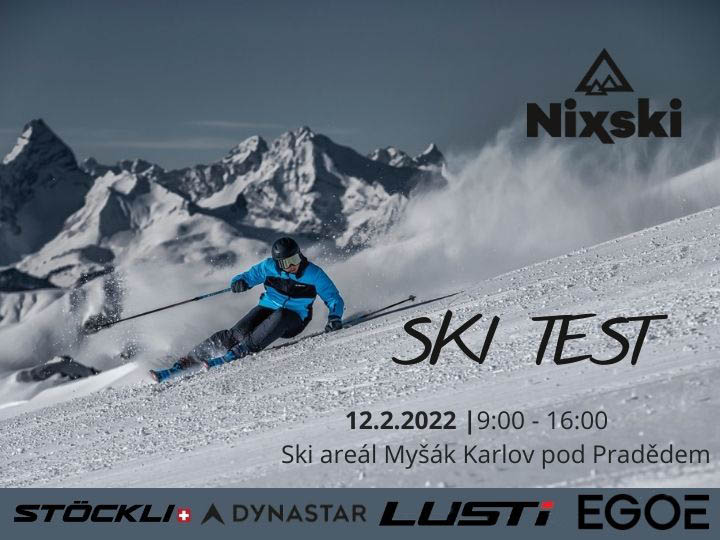 Nixski
SKI TEST
12.2.2022 |9:00 - 16:00
Ski areál Myšák Karlov pod Pradědem
STÖCKLI DYNASTAR LUSTi EGOE